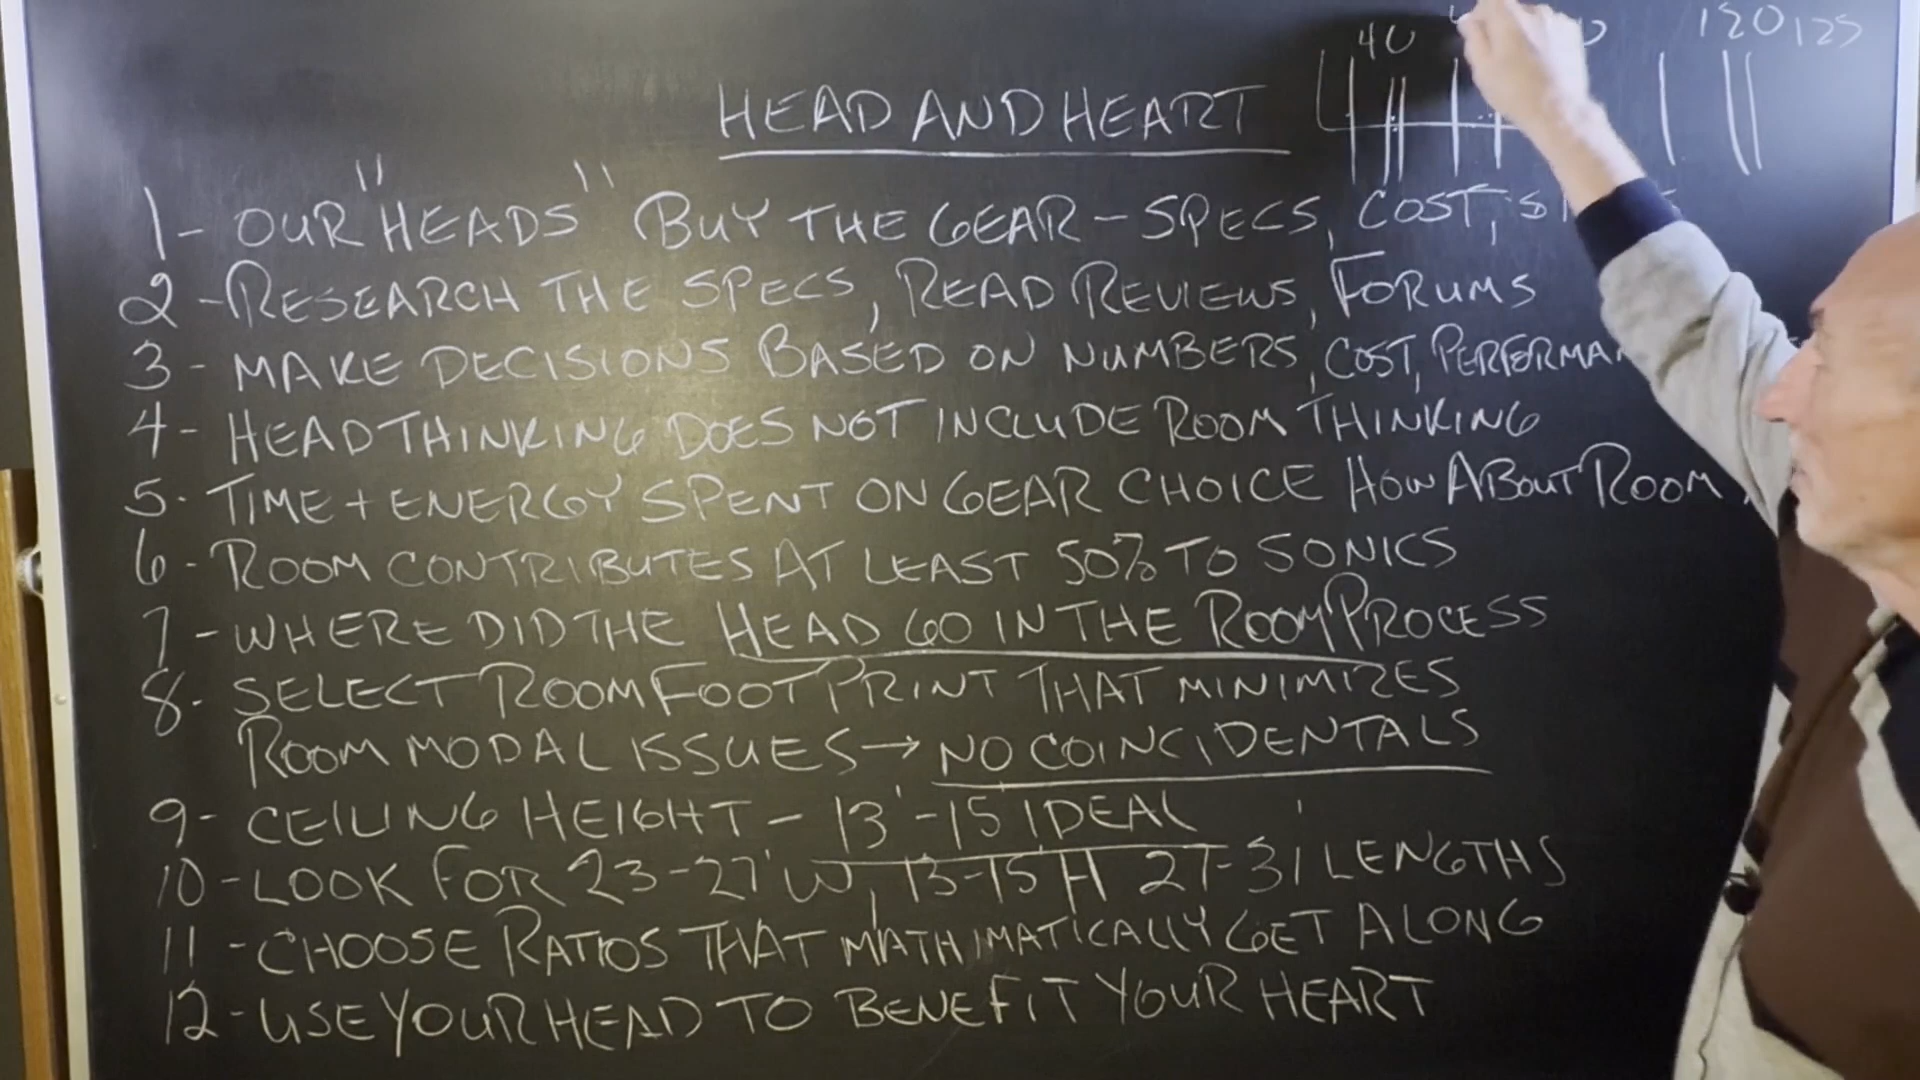 40 120 125
HEAD AND HEART
1- OUR "HEADS" BUY THE GEAR - SPECS, COST,
2-RESEARCH THE SPECS, READ REVIEWS, FORUMS
3- MAKE DECISIONS BASED ON NUMBERS, COST, PERFORMA
4- HEAD THINKING DOES NOT INCLUDE ROOM THINKING
5- TIME + ENERGY SPENT ON GEAR CHOICE HOW ABOUT ROOM
6- ROOM CONTRIBUTES AT LEAST 50% TO SONICS
7- WHERE DID THE HEAD GO IN THE ROOM PROCESS
8- SELECT ROOM FOOTPRINT THAT MINIMIZES
ROOM MODAL ISSUES → NO COINCIDENTALS
9- CEILING HEIGHT - 13'-15' IDEAL
10-LOOK FOR 23-27' W, 13-15 H 27-31' LENGTHS
11-CHOOSE RATIOS THAT MATHIMATICALLY GET ALONG
12-USE YOUR HEAD TO BENEFIT YOUR HEART